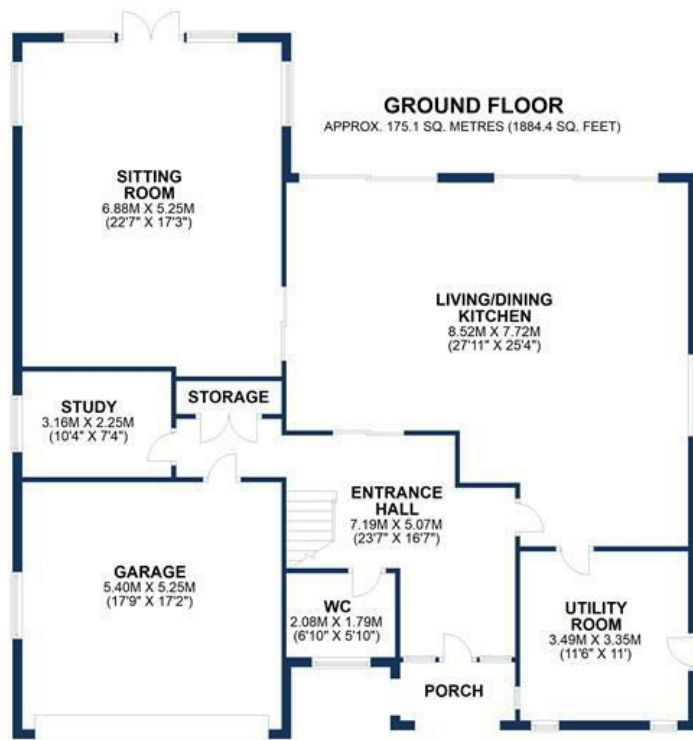 GROUND FLOOR
APPROX. 175.1 SQ. METRES (1884.4 SQ. FEET)
SITTING
ROOM
6.88M X 5.25M
(22'7" X 17'3")
LIVING/DINING
KITCHEN
8.52M X 7.72M
(27'11" X 25'4")
STORAGE
STUDY
3.16M X 2.25M
(10'4" X 7'4")
ENTRANCE
HALL
7.19M X 5.07M
(23'7" X 16'7")
GARAGE
5.40M X 5.25M
(17'9" X 17'2")
WC
2.08M X 1.79M
(6'10" X 5'10")
UTILITY
ROOM
3.49M X 3.35M
(11'6" X 11')
PORCH